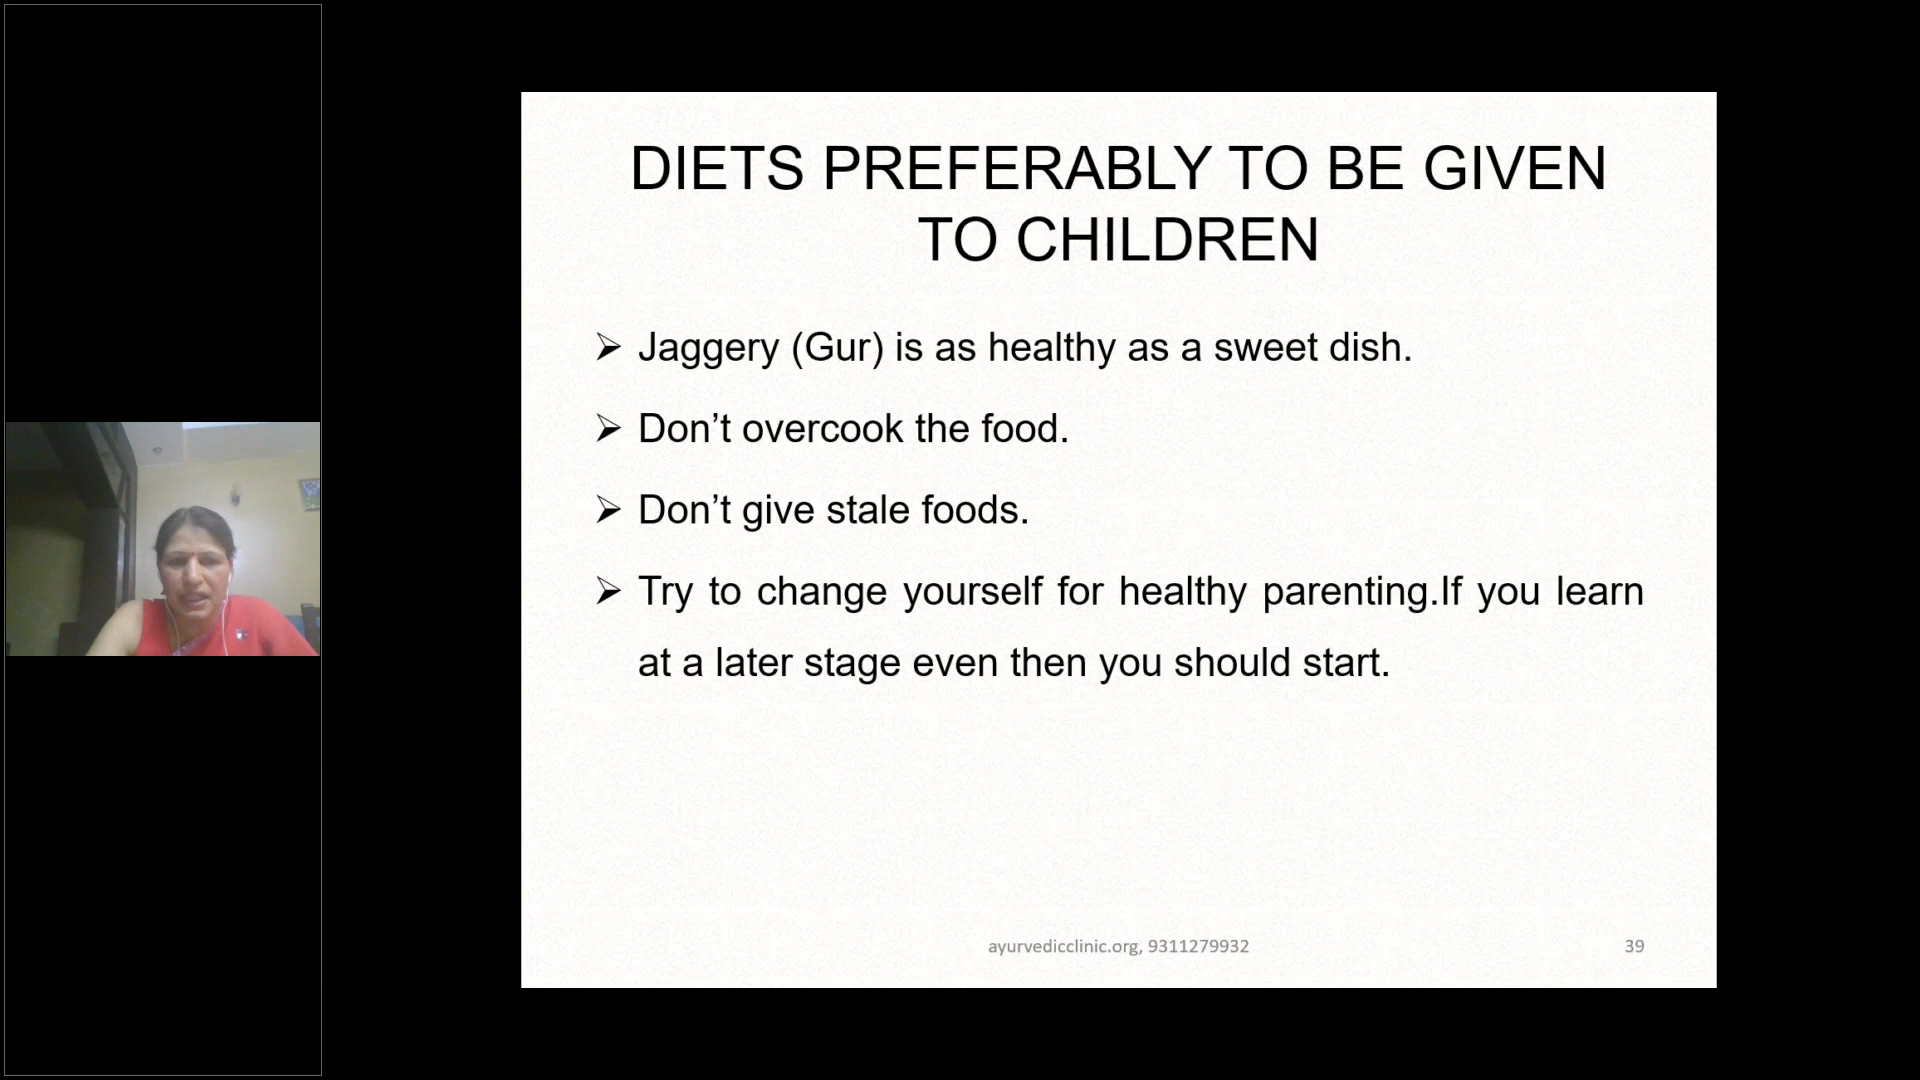 DIETS PREFERABLY TO BE GIVEN
TO CHILDREN
➢ Jaggery (Gur) is as healthy as a sweet dish.
➢ Don’t overcook the food.
➢ Don’t give stale foods.
➢ Try to change yourself for healthy parenting.If you learn
at a later stage even then you should start.
ayurvedicclinic.org, 9311279932
39